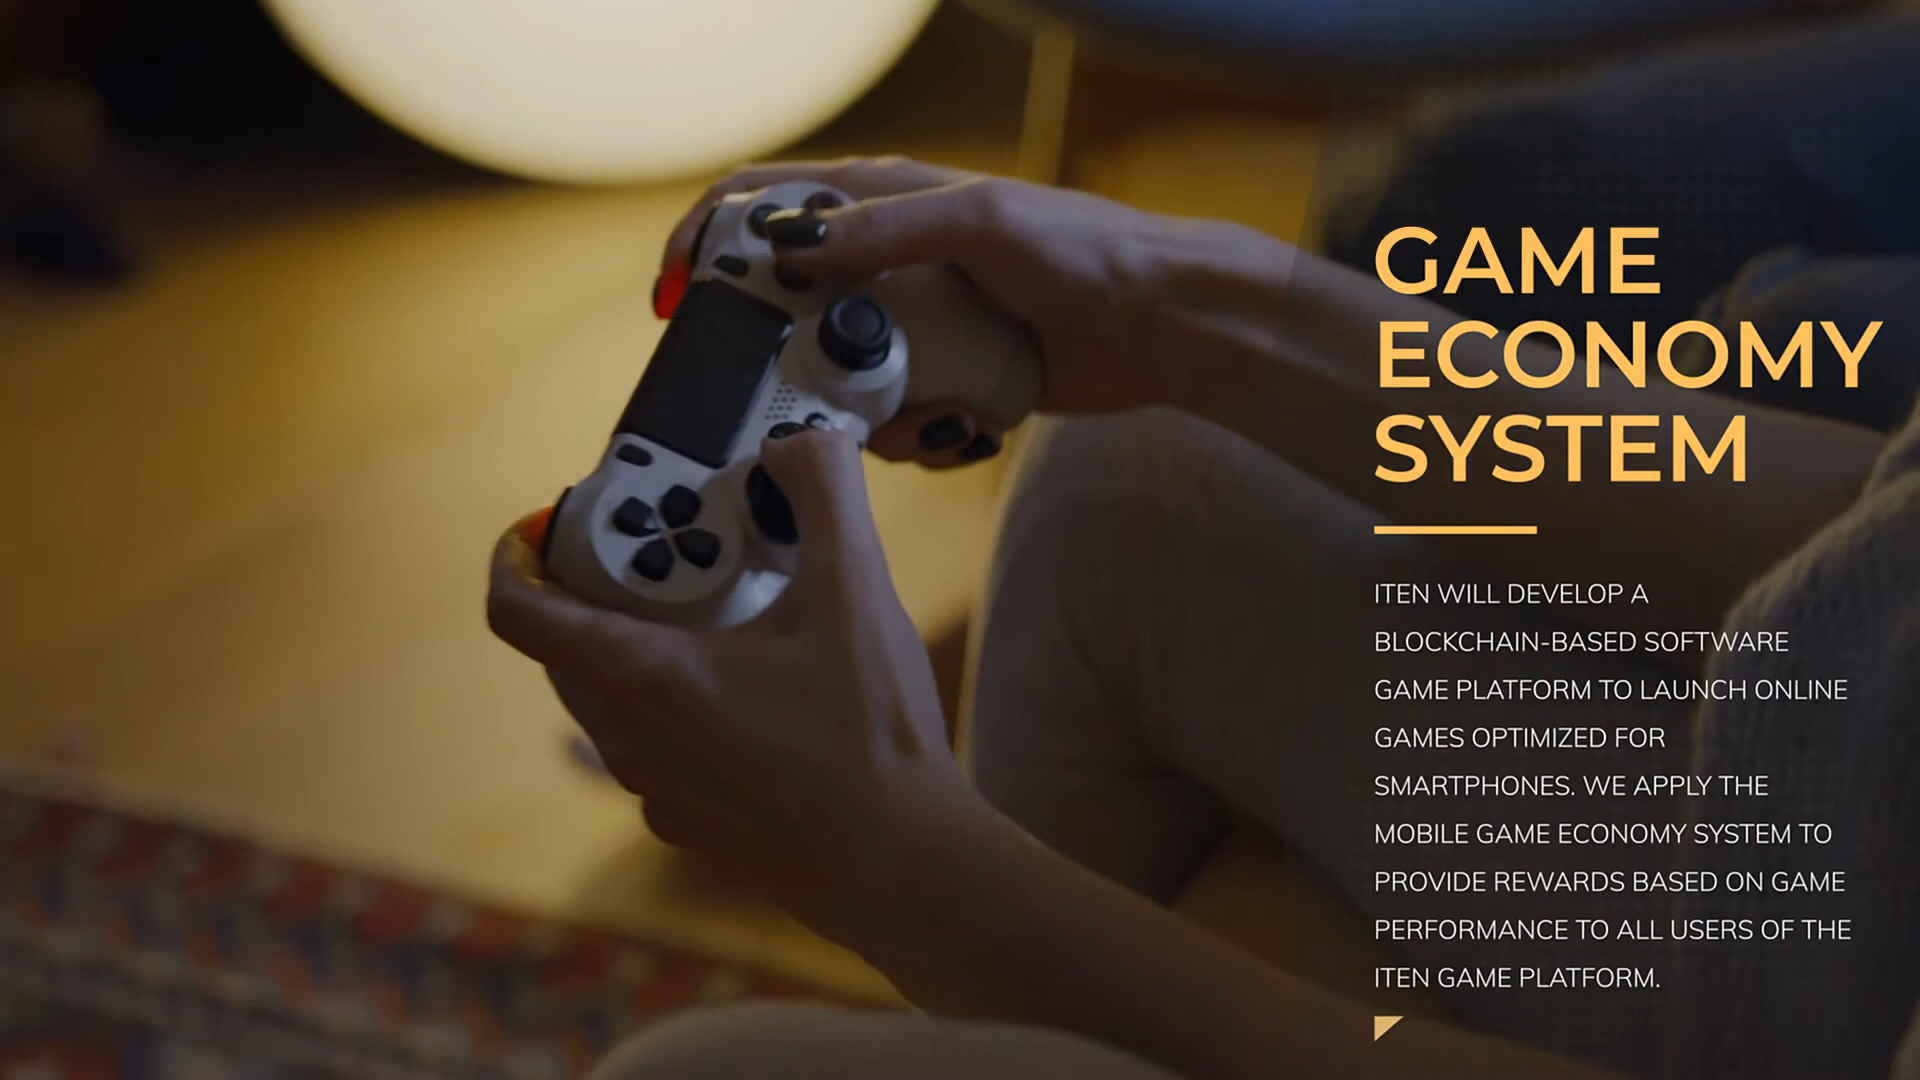 GAME
ECONOMY
SYSTEM
ITEN WILL DEVELOP A
BLOCKCHAIN-BASED SOFTWARE
GAME PLATFORM TO LAUNCH ONLINE
GAMES OPTIMIZED FOR
SMARTPHONES. WE APPLY THE
MOBILE GAME ECONOMY SYSTEM TO
PROVIDE REWARDS BASED ON GAME
PERFORMANCE TO ALL USERS OF THE
ITEN GAME PLATFORM.